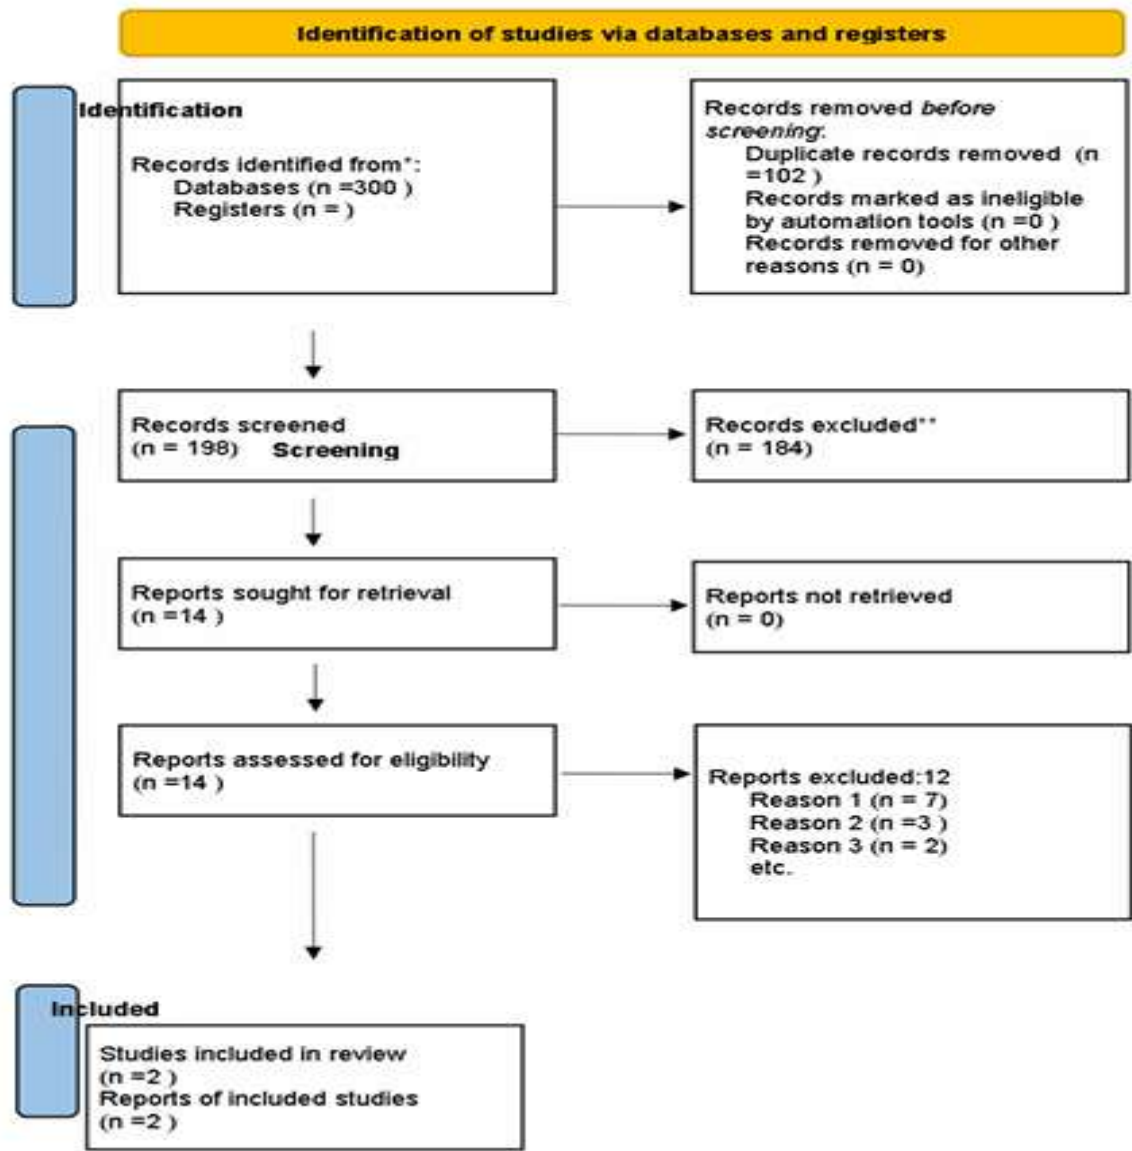 Identification of studies via databases and registers
Identification
Records identified from*:
Databases (n =300 )
Registers (n = )
Records removed before
screening:
Duplicate records removed (n
=102 )
Records marked as ineligible
by automation tools (n =0 )
Records removed for other
reasons (n = 0)
Records screened
(n = 198) Screening
Records excluded**
(n = 184)
Reports sought for retrieval
(n =14 )
Reports not retrieved
(n = 0)
Reports assessed for eligibility
(n =14 )
Reports excluded:12
Reason 1 (n = 7)
Reason 2 (n =3 )
Reason 3 (n = 2)
etc.
Included
Studies included in review
(n =2 )
Reports of included studies
(n =2 )